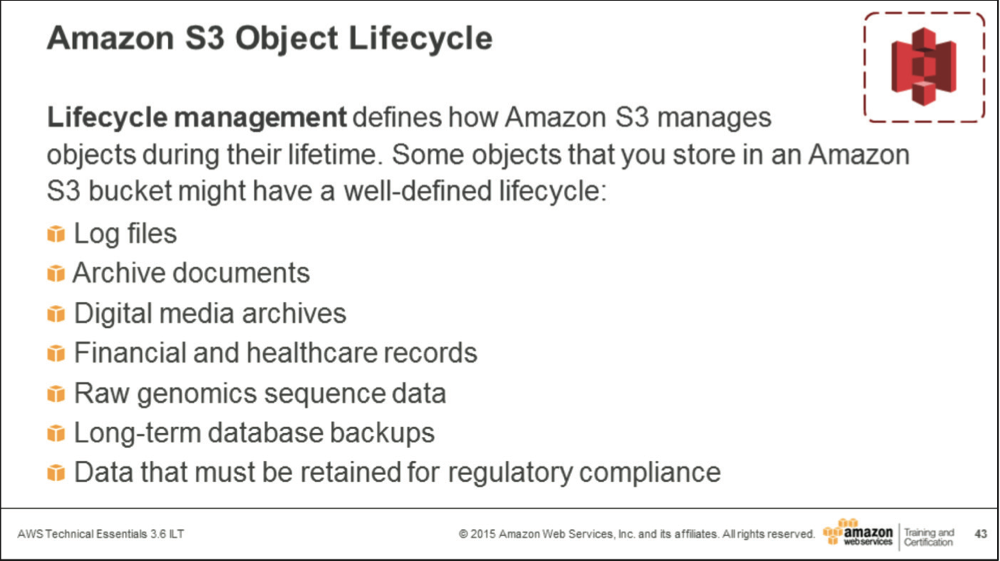 Amazon S3 Object Lifecycle
Lifecycle management defines how Amazon S3 manages
objects during their lifetime. Some objects that you store in an Amazon
S3 bucket might have a well-defined lifecycle:
Log files
Archive documents
Digital media archives
Financial and healthcare records
Raw genomics sequence data
Long-term database backups
Data that must be retained for regulatory compliance
AWS Technical Essentials 3.6 ILT
© 2015 Amazon Web Services, Inc. and its affiliates. All rights reserved.
amazon
webservices
Training and
Certification
43